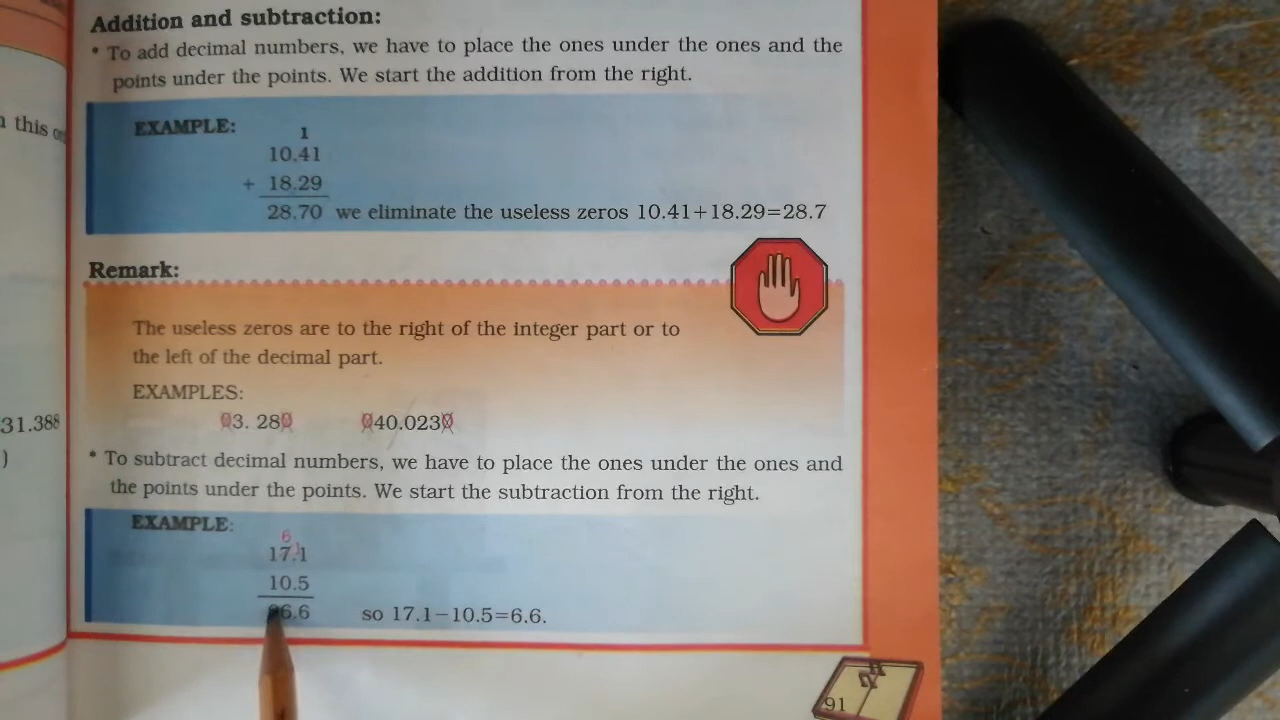 Addition and subtraction:
* To add decimal numbers, we have to place the ones under the ones and the
points under the points. We start the addition from the right.
n this
EXAMPLE:
1
10.41
+ 18.29
28.70 we eliminate the useless zeros 10.41+18.29=28.7
Remark:
The useless zeros are to the right of the integer part or to
the left of the decimal part.
EXAMPLES:
03. 280 040.0230
31.388
)
* To subtract decimal numbers, we have to place the ones under the ones and
the points under the points. We start the subtraction from the right.
EXAMPLE:
6
17.11
10.5
6.6 so 17.1−10.5=6.6.
91